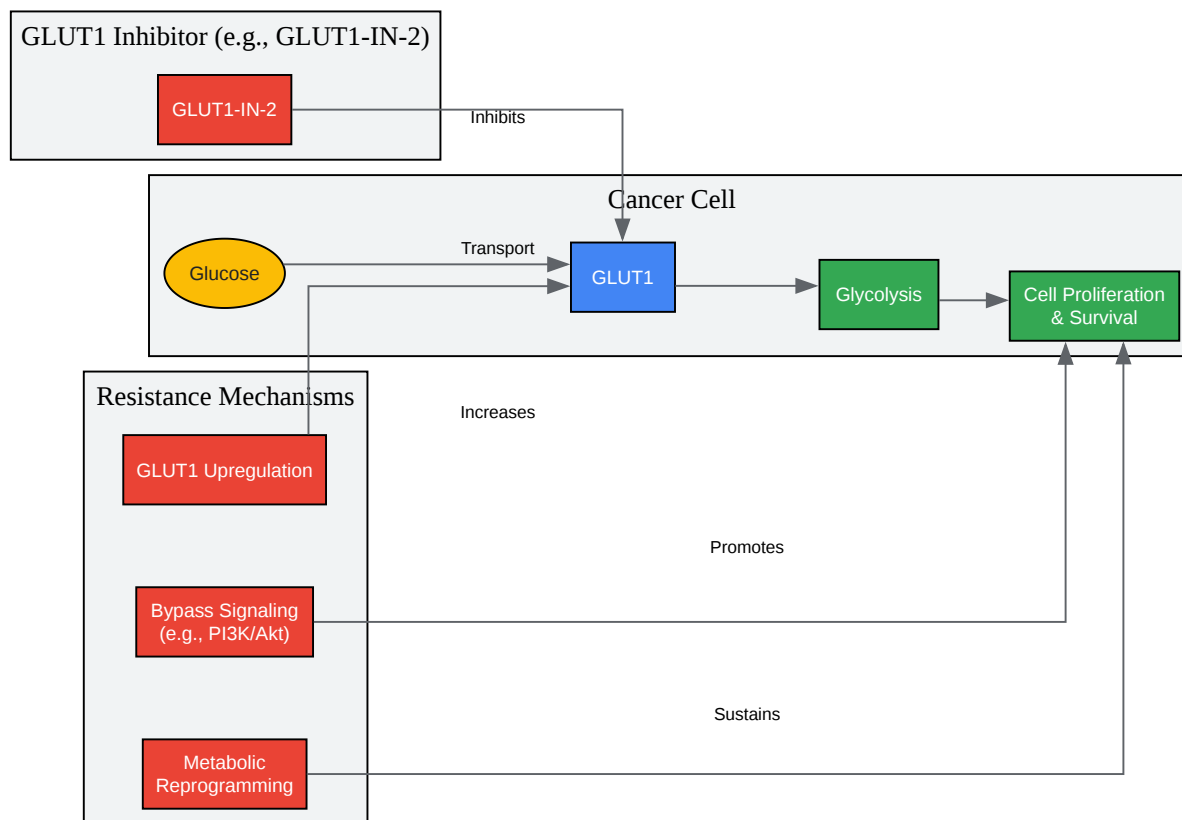 GLUT1 Inhibitor (e.g., GLUT1-IN-2)
GLUT1-IN-2
Inhibits
Cancer Cell
Glucose
Transport
GLUT1
Glycolysis
Cell Proliferation
& Survival
Resistance Mechanisms
Increases
GLUT1 Upregulation
Promotes
Bypass Signaling
(e.g., PI3K/Akt)
Sustains
Metabolic
Reprogramming